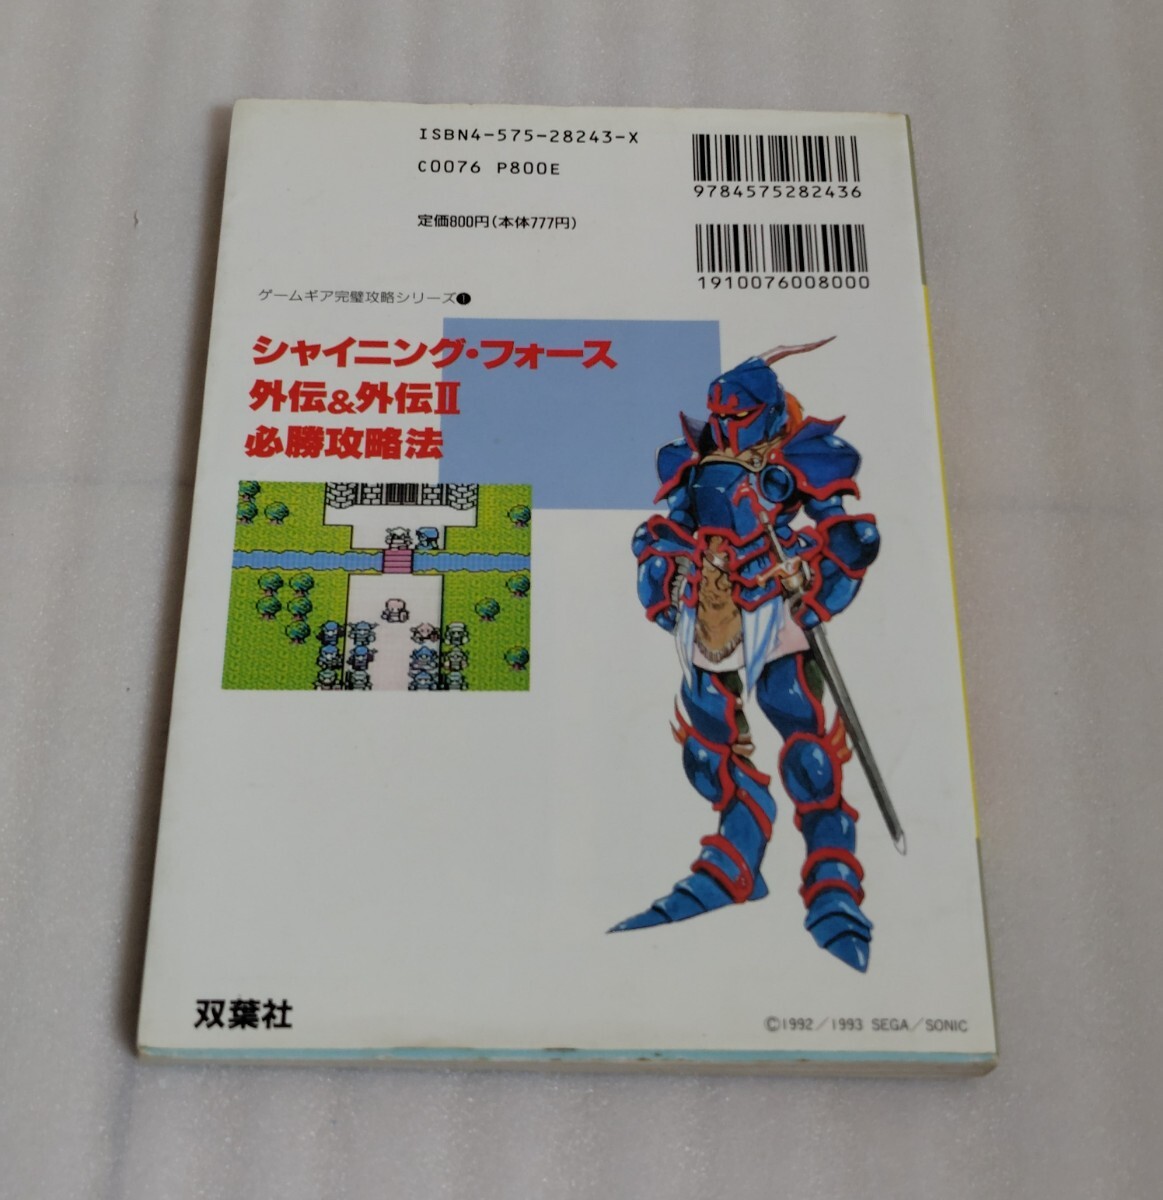 ISBN4-575-28243-X
C0076 P800E
定価800円(本体777円)
9784575282436
1910076008000
ゲームギア完璧攻略シリーズ❶
シャイニング・フォース
外伝&外伝Ⅱ
必勝攻略法
双葉社
©1992/1993 SEGA/SONIC